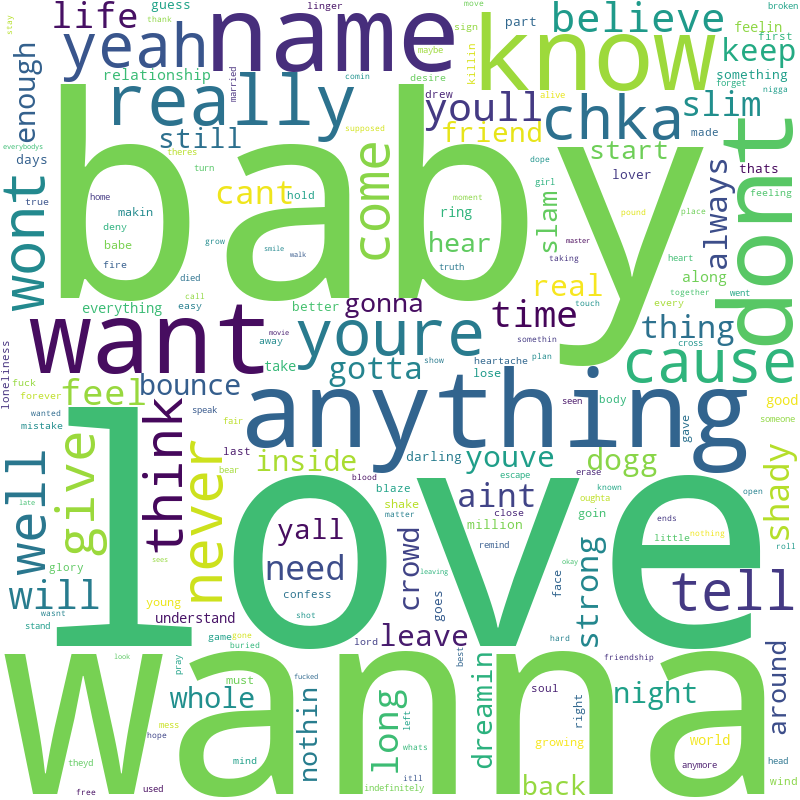 life name believe guess thank linger part sign move first broken
stay enough yeah know keep feelin killin something
relationship really married comin desire drew youll chka slim forget nigga
everybodys days still theres supposed friend alive made start always dont
true turn cant come dope girl lover thats
wont home hold ring slam feeling
makin deny babe baby moment hear pound place
fire grow smile walk truth master taking real heart along together
died call easy everything better gonna time touch every went
want movie away youre somethin thing cross
loneliness take gotta show heartache plan cause
fuck feel bounce lose anything seen body good
forever wanted mistake speak fair gave someone
think last inside darling youve dogg
well give never bear blood escape erase known shady
late blaze shake aint million goin oughta open
sees yall matter close ends nothing
glory need crowd remind strong little roll
will young love confess leaving okay face tell
stand wasnt understand shot goes hard
look game gone lord leave friendship around
pray buried best
wanna whole must fucked long left dreamin soul right night
theyd mess hope nothin growing world
mind whats back anymore head
free used itll indefinitely wind